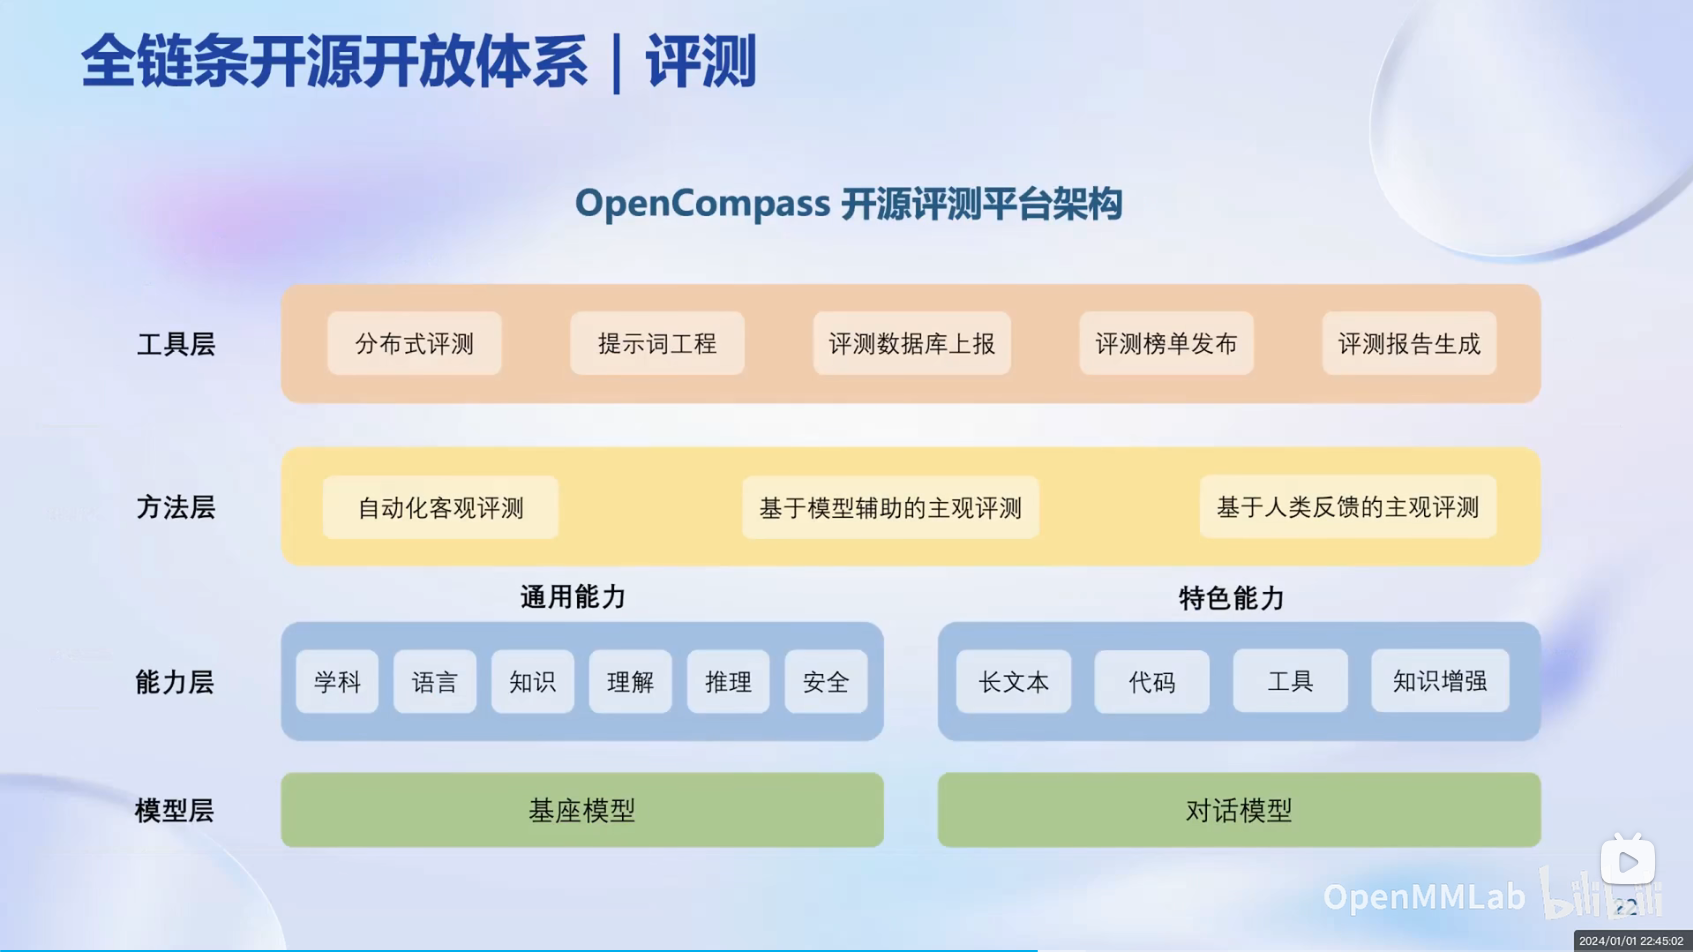 全链条开源开放体系 | 评测
OpenCompass 开源评测平台架构
工具层
分布式评测
提示词工程
评测数据库上报
评测榜单发布
评测报告生成
方法层
自动化客观评测
基于模型辅助的主观评测
基于人类反馈的主观评测
通用能力
特色能力
能力层
学科
语言
知识
理解
推理
安全
长文本
代码
工具
知识增强
模型层
基座模型
对话模型
OpenMMLab
bilibili
22
2024/01/01 22:45:02